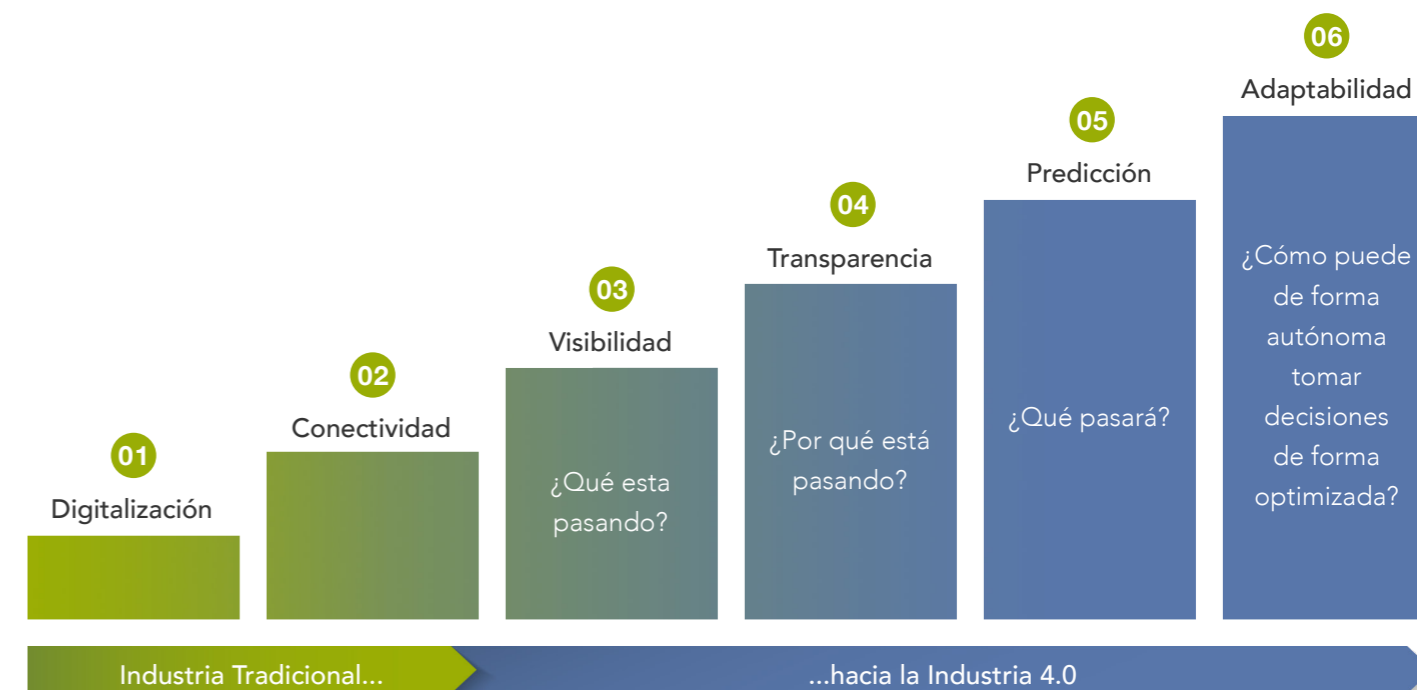 01
Digitalización
02
Conectividad
03
Visibilidad
¿Qué esta
pasando?
04
Transparencia
¿Por qué está
pasando?
05
Predicción
¿Qué pasará?
06
Adaptabilidad
¿Cómo puede
de forma
autónoma
tomar
decisiones
de forma
optimizada?
Industria Tradicional...
...hacia la Industria 4.0